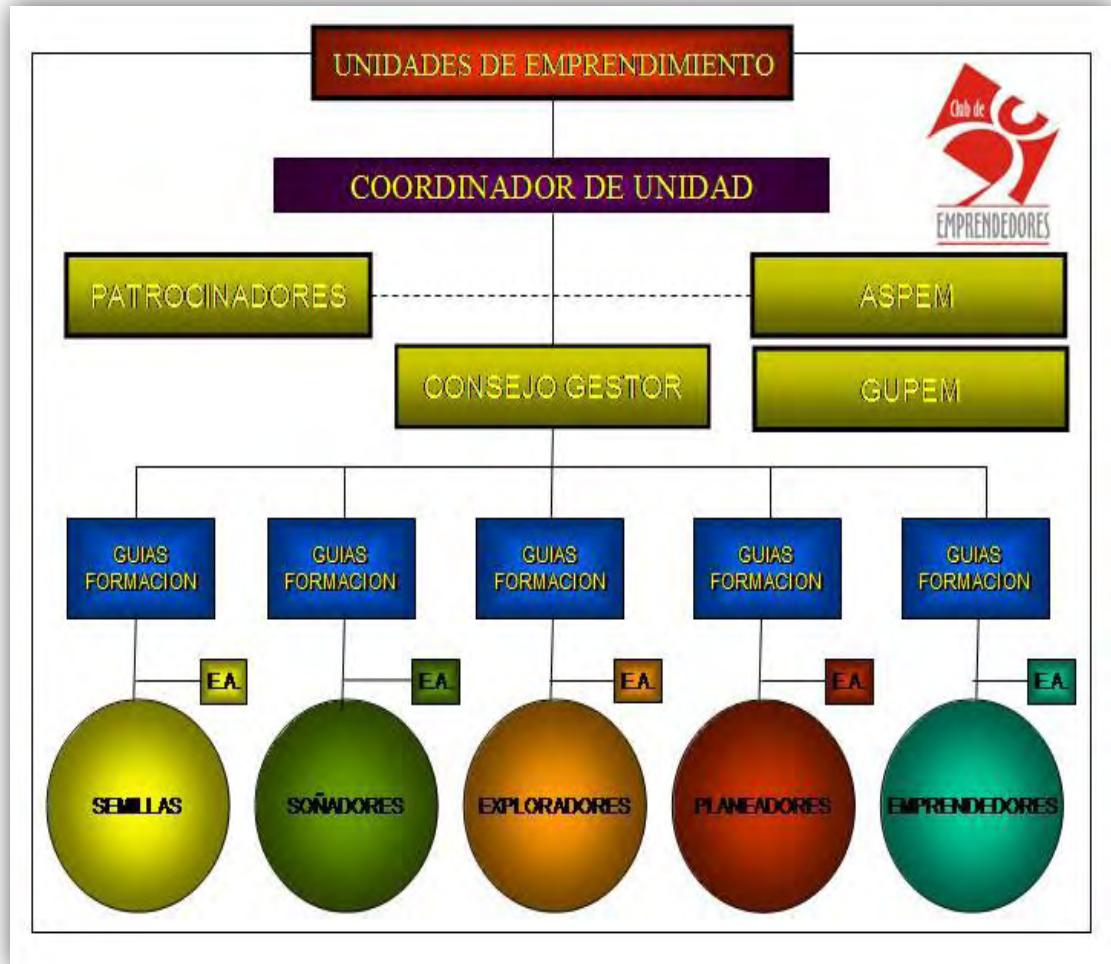 UNIDADES DE EMPRENDIMIENTO
Club de
EMPRENDEDORES
COORDINADOR DE UNIDAD
PATROCINADORES
ASPEM
CONSEJO GESTOR
GUPEM
GUIAS
FORMACION
GUIAS
FORMACION
GUIAS
FORMACION
GUIAS
FORMACION
GUIAS
FORMACION
E.A.
E.A.
E.A.
E.A.
E.A.
SEMILLAS
SOÑADORES
EXPLORADORES
PLANEADORES
EMPRENDEDORES